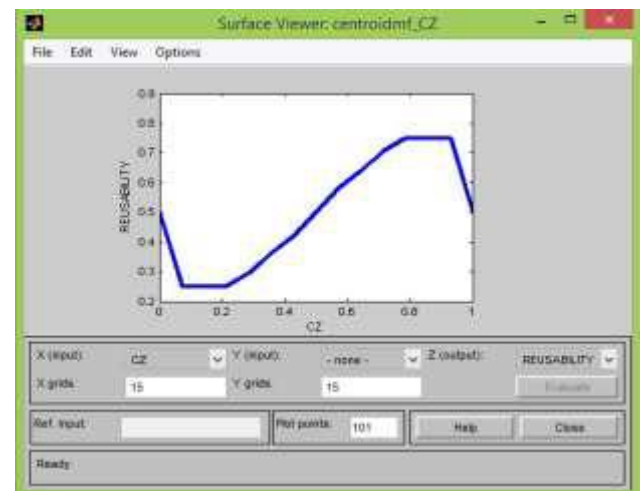 Surface Viewer: centroidmf_CZ
File Edit View Options
0.9
0.8
0.7
0.6
0.5
0.4
0.3
0.2
REUSABILITY
0 0.2 0.4 0.6 0.8 1
CZ
X (input): CZ Y (input): - none - Z (output): REUSABILITY
X grids: 15 Y grids: 15 Evaluate
Ref. Input: Plot points: 101 Help Close
Ready